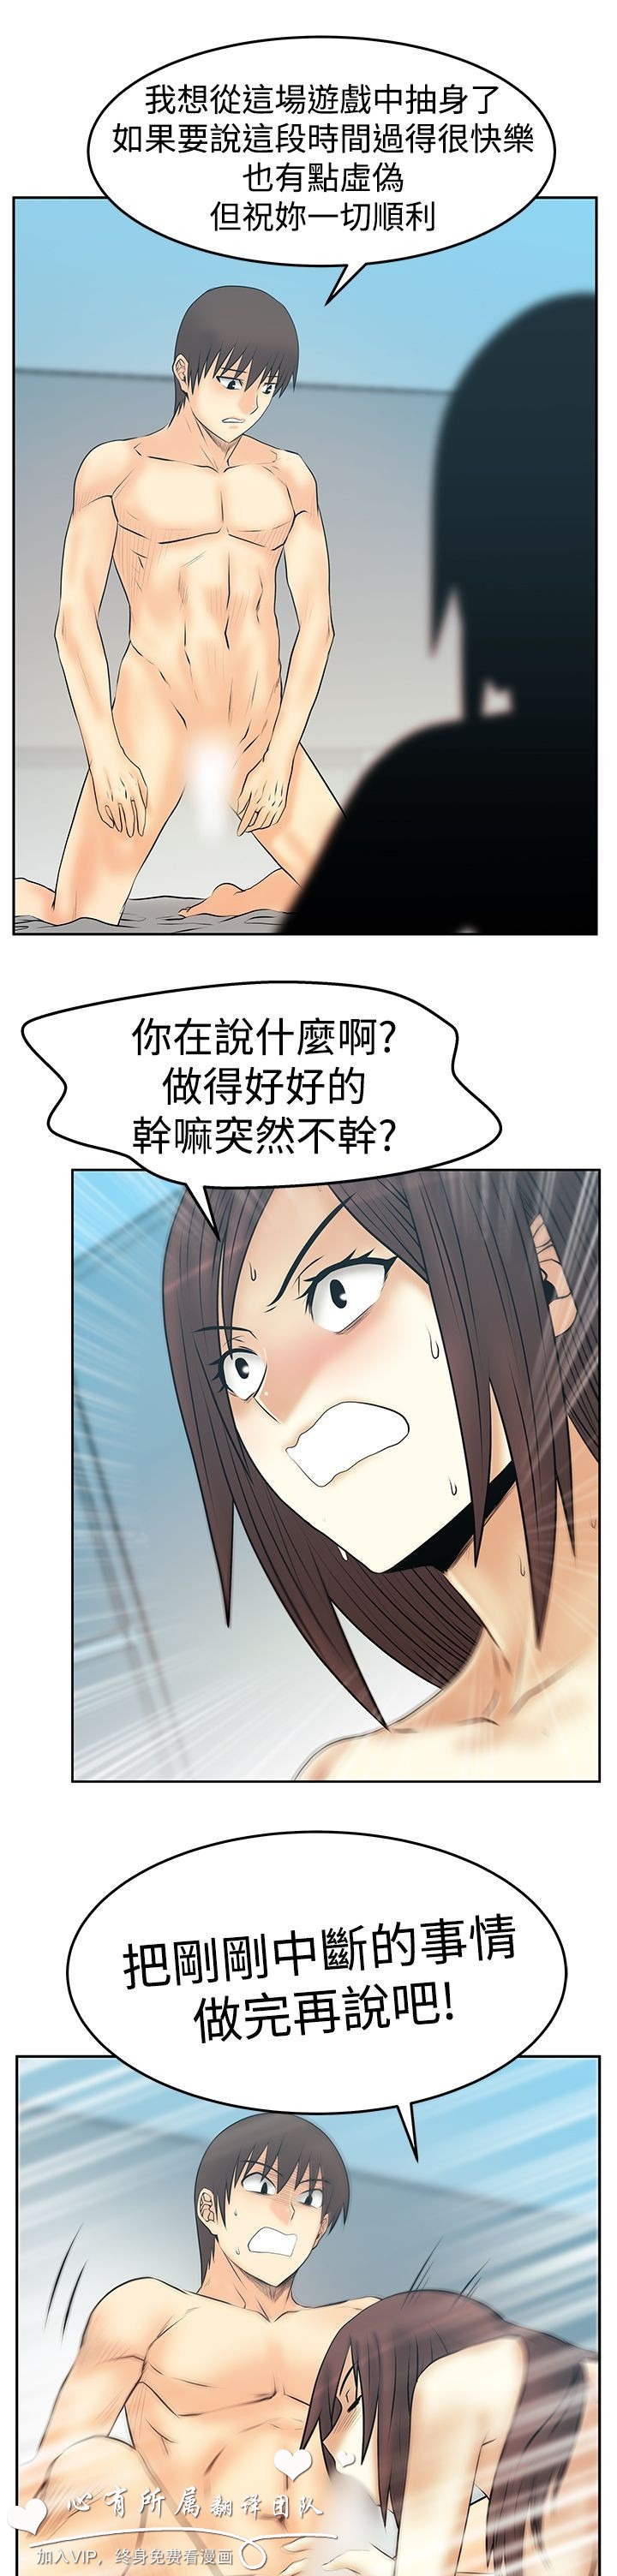 我想從這場遊戲中抽身了
如果要說這段時間過得很快樂
也有點虛偽
但祝妳一切順利
你在說什麼啊?
做得好好的
幹嘛突然不幹?
把剛剛中斷的事情
做完再說吧!
心有所属翻译团队
加入VIP，终身免费看漫画